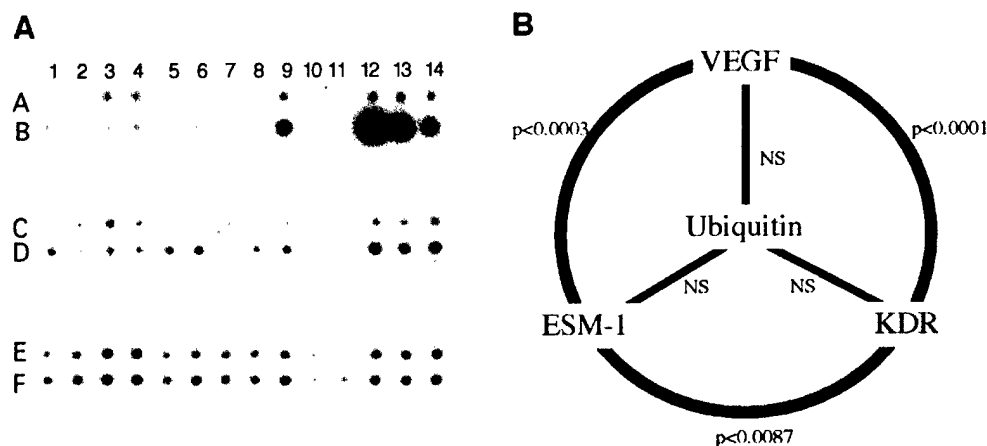 A
1 2 3 4 5 6 7 8 9 10 11 12 13 14
A
B
C
D
E
F
B
VEGF
p<0.0003
p<0.0001
NS
Ubiquitin
NS
NS
ESM-1
KDR
p<0.0087